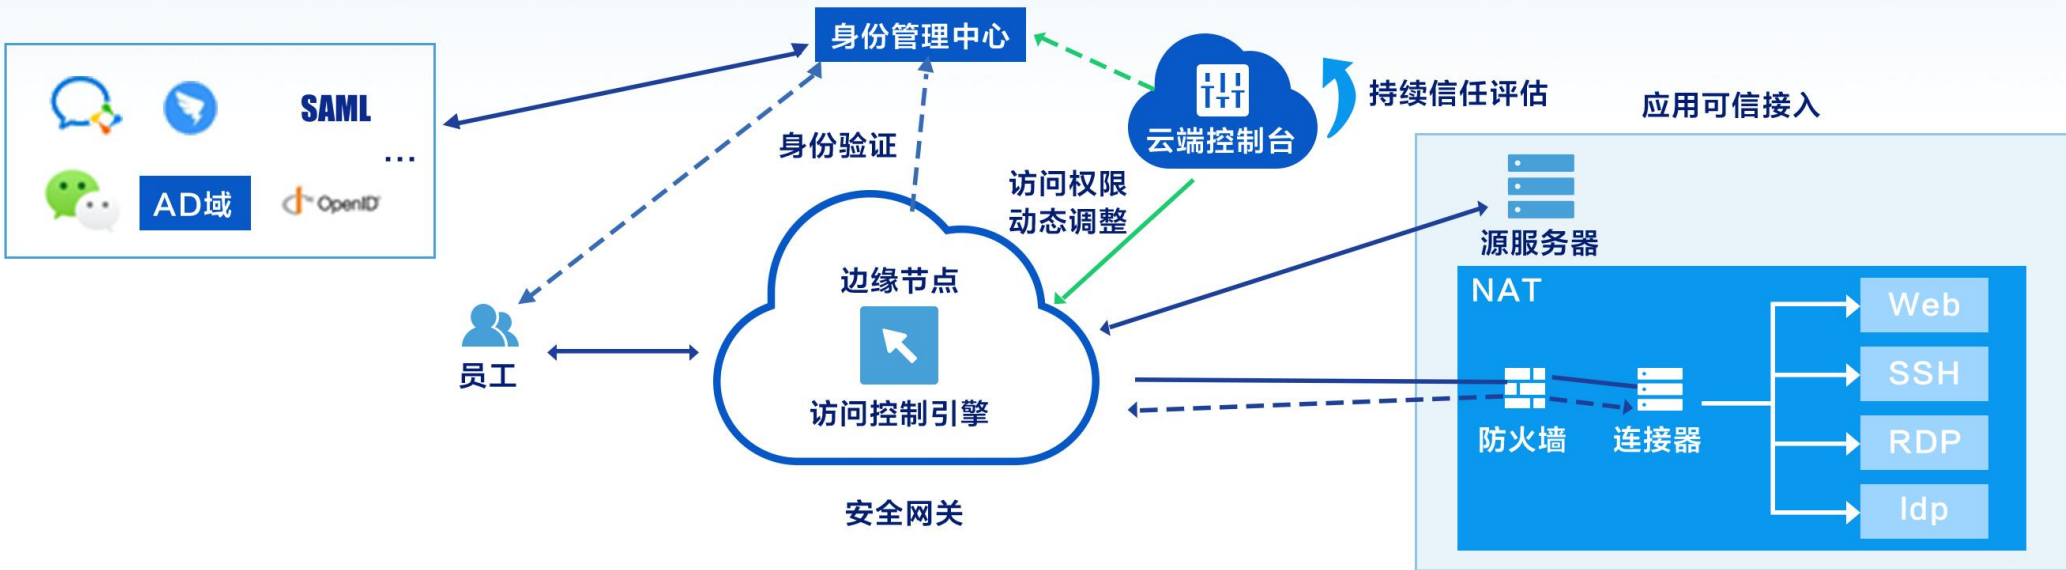 身份管理中心
SAML
...
AD域
OpenID
身份验证
云端控制台
持续信任评估
访问权限
动态调整
应用可信接入
源服务器
员工
边缘节点
访问控制引擎
安全网关
NAT
防火墙
连接器
Web
SSH
RDP
Idp